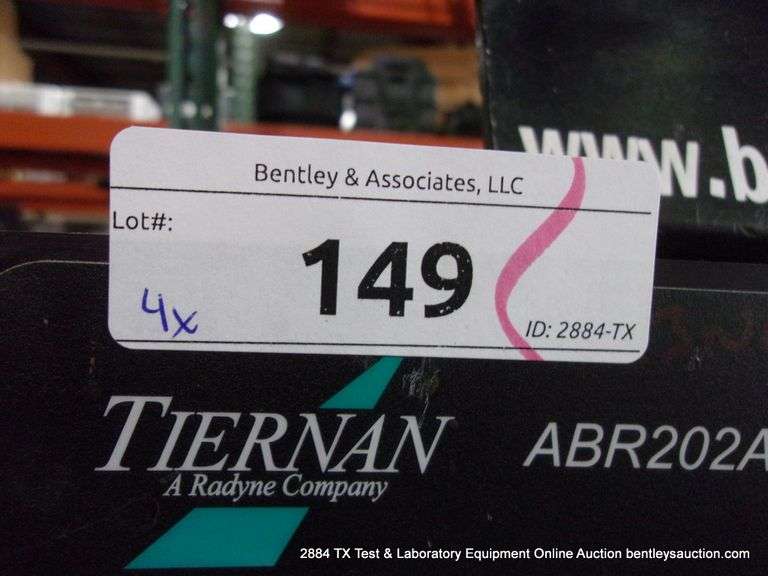 www.b
Bentley & Associates, LLC
Lot#:
149
4x
ID: 2884-TX
TIERNAN
A Radyne Company
ABR202A
2884 TX Test & Laboratory Equipment Online Auction bentleysauction.com